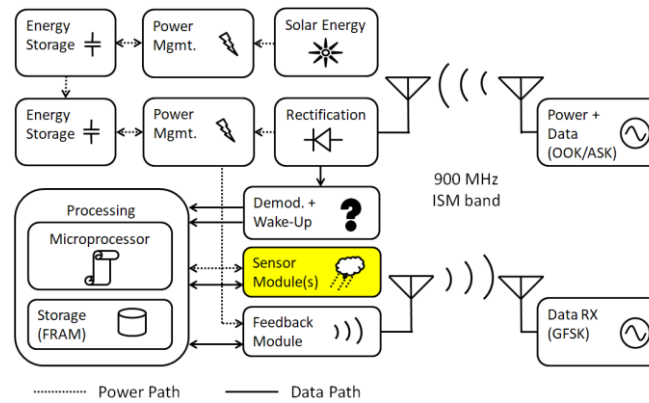 Energy
Storage
Power
Mgmt.
Solar Energy
Energy
Storage
Power
Mgmt.
Rectification
Power +
Data
(OOK/ASK)
900 MHz
ISM band
Processing
Microprocessor
Storage
(FRAM)
Demod. +
Wake-Up
?
Sensor
Module(s)
Feedback
Module
Data RX
(GFSK)
Power Path
Data Path